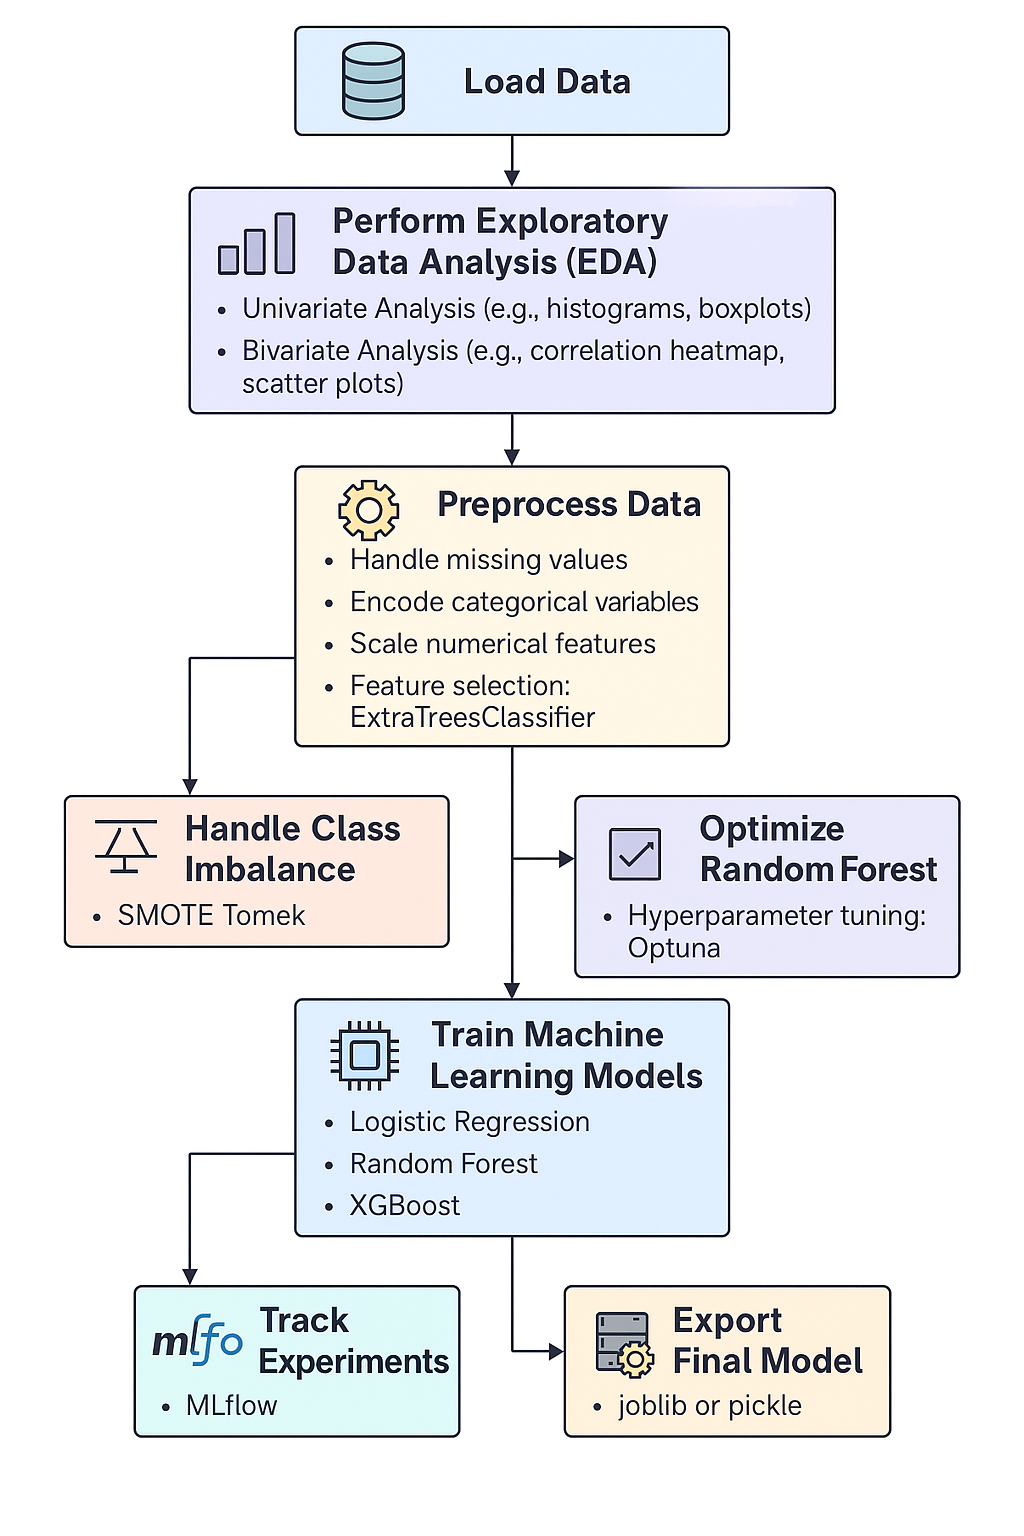 Load Data
Perform Exploratory
Data Analysis (EDA)
• Univariate Analysis (e.g., histograms, boxplots)
• Bivariate Analysis (e.g., correlation heatmap,
scatter plots)
Preprocess Data
• Handle missing values
• Encode categorical variables
• Scale numerical features
• Feature selection:
ExtraTreesClassifier
Handle Class
Imbalance
• SMOTE Tomek
Optimize
Random Forest
• Hyperparameter tuning:
Optuna
Train Machine
Learning Models
• Logistic Regression
• Random Forest
• XGBoost
mlfo
Track
Experiments
• MLflow
Export
Final Model
• joblib or pickle